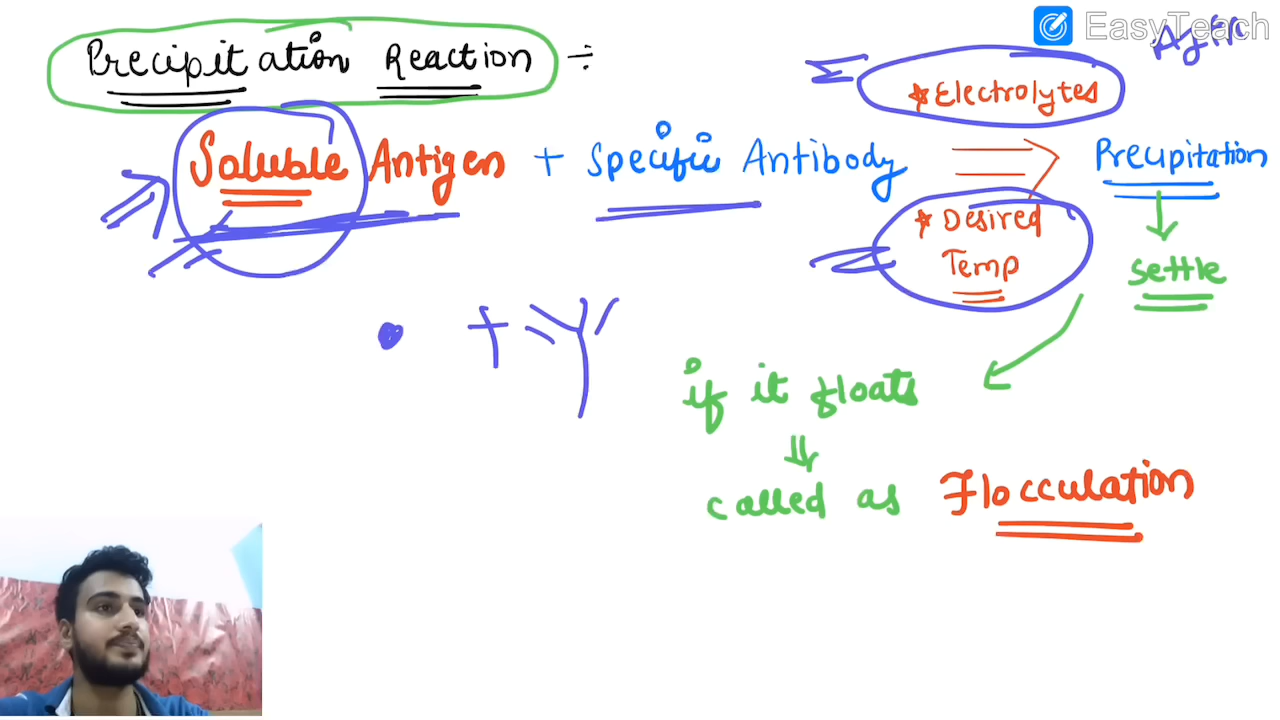 EasyTeach
Precipitation Reaction ÷
* Electrolytes
Soluble Antigen + Specific Antibody
Precipitation
* Desired
Temp
Settle
+
if it floats
called as Flocculation